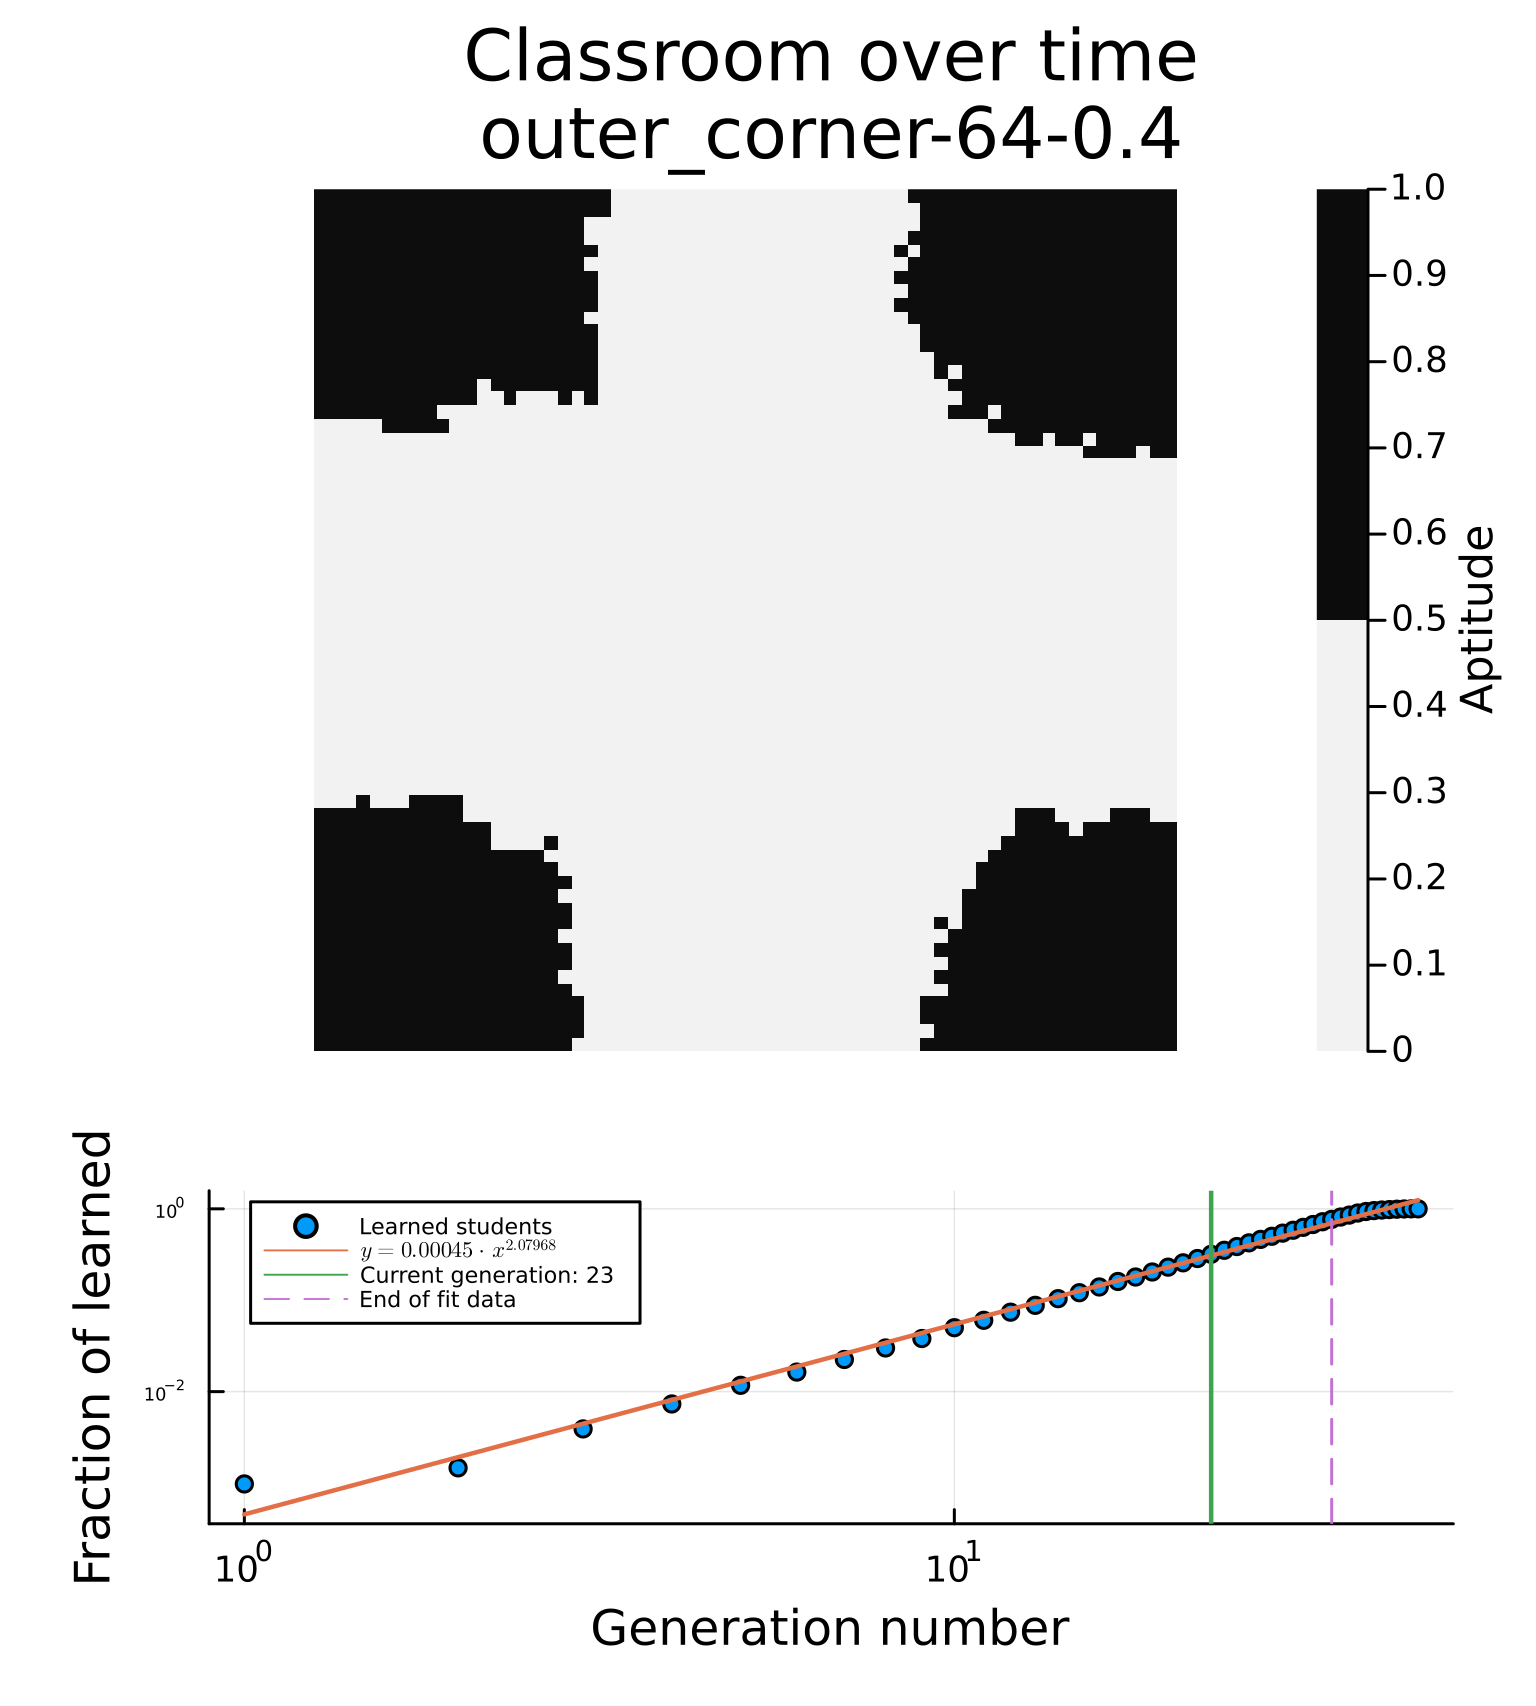 Classroom over time
outer_corner-64-0.4
1.0
0.9
0.8
0.7
0.6
0.5
0.4
0.3
0.2
0.1
0
Aptitude
Fraction of learned
10⁰
10⁻²
Learned students
y = 0.00045 · x^2.07968
Current generation: 23
End of fit data
10⁰
10¹
Generation number